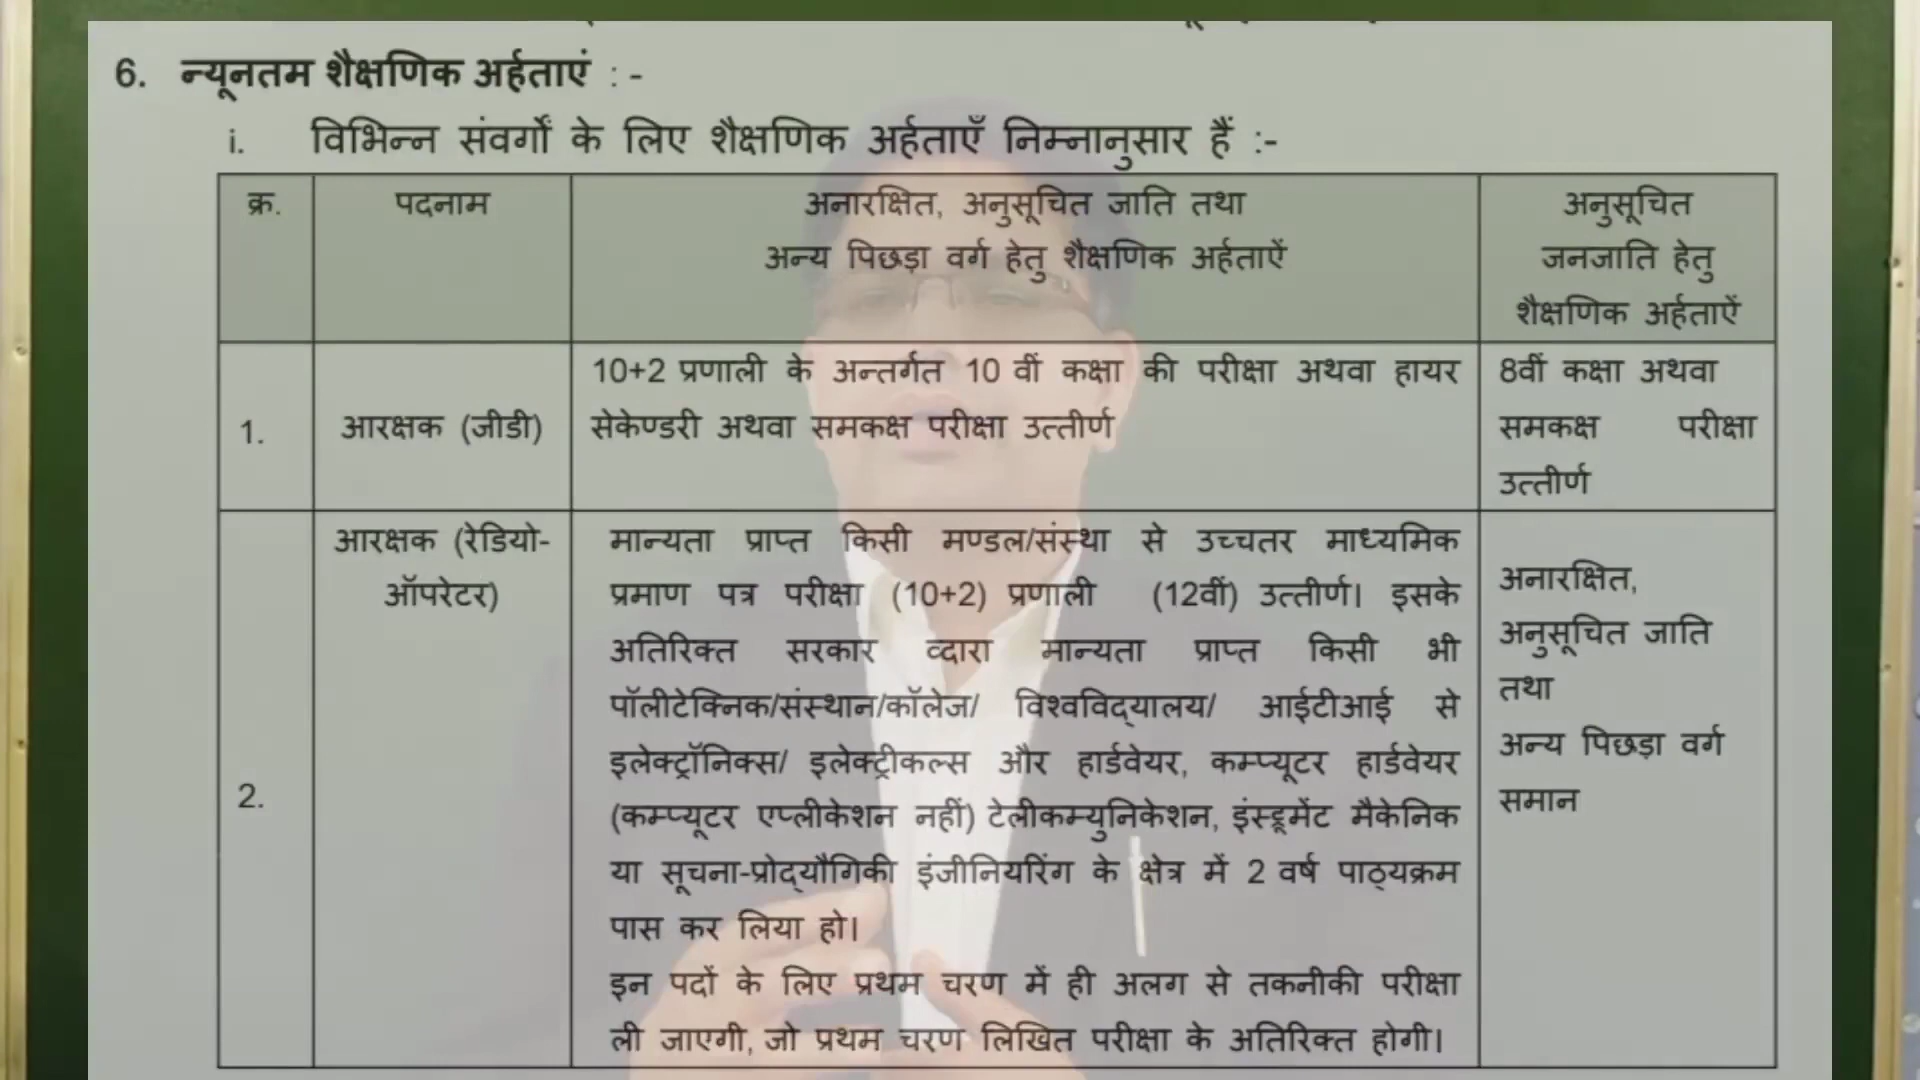 6. न्यूनतम शैक्षणिक अर्हताएं : -
i. विभिन्न संवर्गों के लिए शैक्षणिक अर्हताएँ निम्नानुसार हैं :-
क्र. पदनाम अनारक्षित, अनुसूचित जाति तथा
अन्य पिछड़ा वर्ग हेतु शैक्षणिक अर्हताऐं
अनुसूचित
जनजाति हेतु
शैक्षणिक अर्हताऐं
1. आरक्षक (जीडी)
10+2 प्रणाली के अन्तर्गत 10 वीं कक्षा की परीक्षा अथवा हायर
सेकेण्डरी अथवा समकक्ष परीक्षा उत्तीर्ण
8वीं कक्षा अथवा
समकक्ष परीक्षा
उत्तीर्ण
2.
आरक्षक (रेडियो-
ऑपरेटर)
मान्यता प्राप्त किसी मण्डल/संस्था से उच्चतर माध्यमिक
प्रमाण पत्र परीक्षा (10+2) प्रणाली (12वीं) उत्तीर्ण। इसके
अतिरिक्त सरकार व्दारा मान्यता प्राप्त किसी भी
पॉलीटेक्निक/संस्थान/कॉलेज/ विश्वविद्यालय/ आईटीआई से
इलेक्ट्रॉनिक्स/ इलेक्ट्रीकल्स और हार्डवेयर, कम्प्यूटर हार्डवेयर
(कम्प्यूटर एप्लीकेशन नहीं) टेलीकम्युनिकेशन, इंस्ड्रूमेंट मैकेनिक
या सूचना-प्रोद्यौगिकी इंजीनियरिंग के क्षेत्र में 2 वर्ष पाठ्यक्रम
पास कर लिया हो।
इन पदों के लिए प्रथम चरण में ही अलग से तकनीकी परीक्षा
ली जाएगी, जो प्रथम चरण लिखित परीक्षा के अतिरिक्त होगी।
अनारक्षित,
अनुसूचित जाति
तथा
अन्य पिछड़ा वर्ग
समान